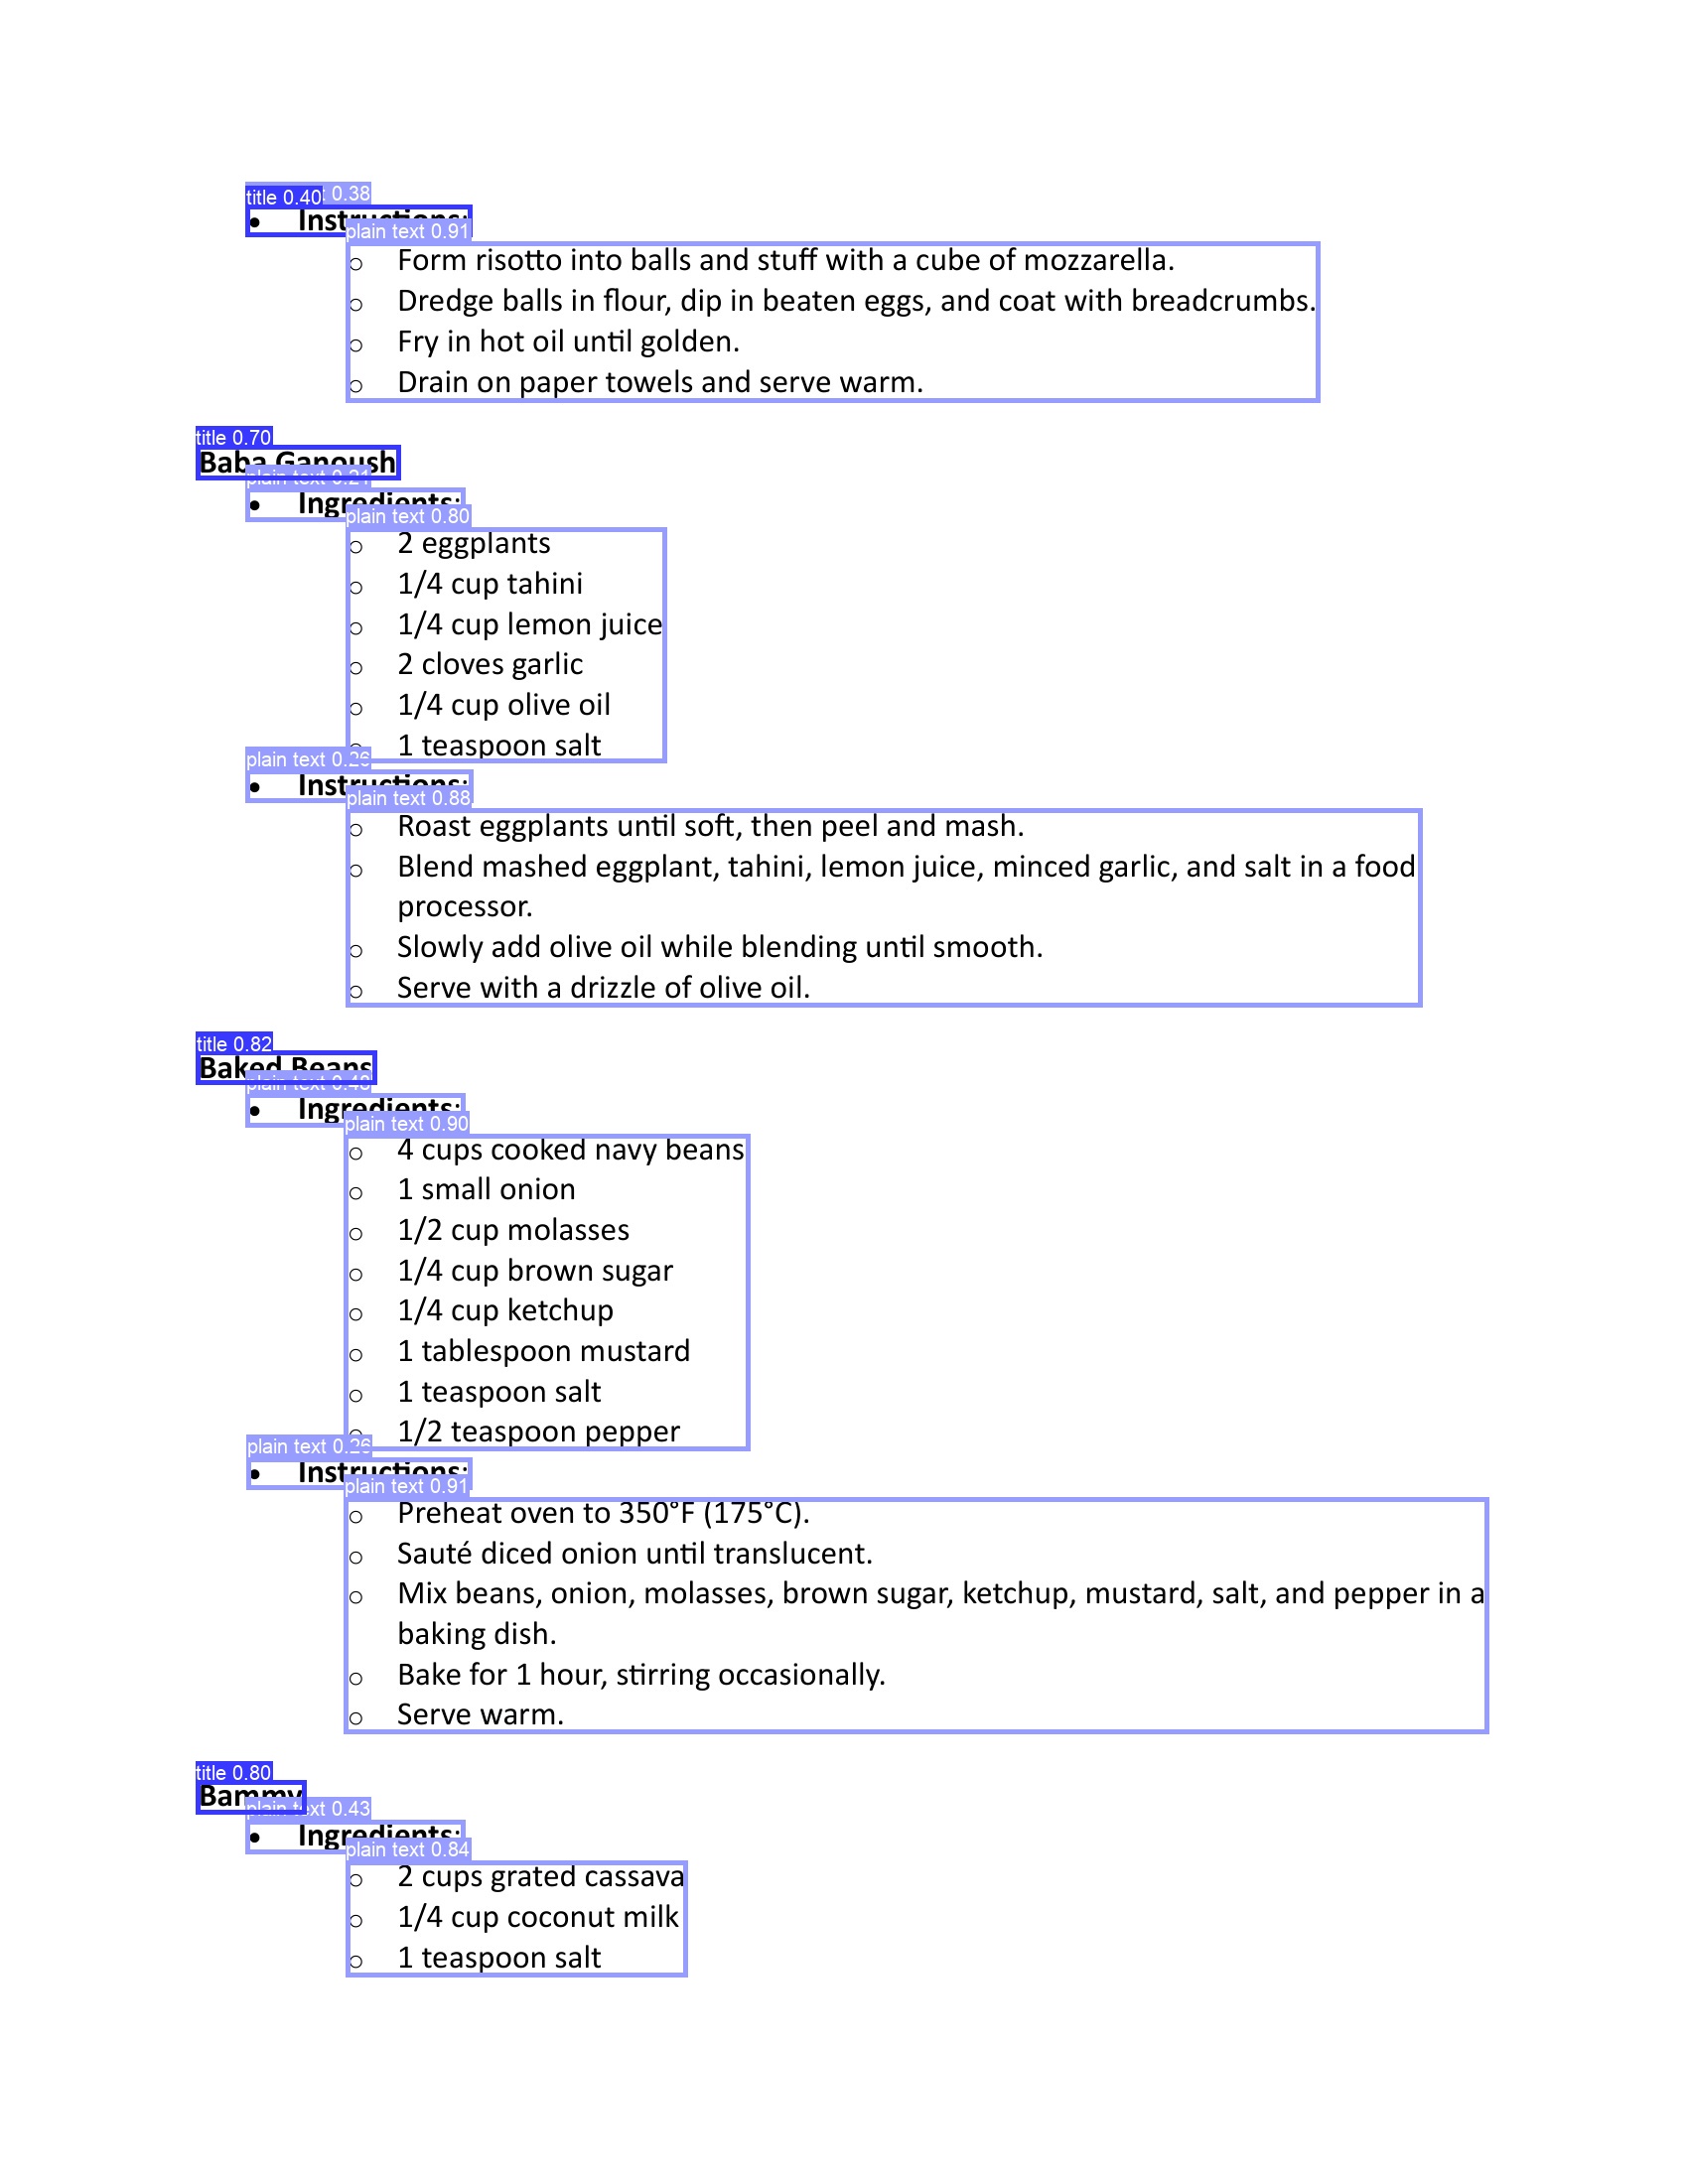 title 0.40 : 0.38
• Instructions:
plain text 0.91
○ Form risotto into balls and stuff with a cube of mozzarella.
○ Dredge balls in flour, dip in beaten eggs, and coat with breadcrumbs.
○ Fry in hot oil until golden.
○ Drain on paper towels and serve warm.
title 0.70
Baba Ganoush
plain text 0.21
• Ingredients:
plain text 0.80
○ 2 eggplants
○ 1/4 cup tahini
○ 1/4 cup lemon juice
○ 2 cloves garlic
○ 1/4 cup olive oil
○ 1 teaspoon salt
plain text 0.26
• Instructions:
plain text 0.88
○ Roast eggplants until soft, then peel and mash.
○ Blend mashed eggplant, tahini, lemon juice, minced garlic, and salt in a food
processor.
○ Slowly add olive oil while blending until smooth.
○ Serve with a drizzle of olive oil.
title 0.82
Baked Beans
plain text 0.48
• Ingredients:
plain text 0.90
○ 4 cups cooked navy beans
○ 1 small onion
○ 1/2 cup molasses
○ 1/4 cup brown sugar
○ 1/4 cup ketchup
○ 1 tablespoon mustard
○ 1 teaspoon salt
○ 1/2 teaspoon pepper
plain text 0.26
• Instructions:
plain text 0.91
○ Preheat oven to 350°F (175°C).
○ Sauté diced onion until translucent.
○ Mix beans, onion, molasses, brown sugar, ketchup, mustard, salt, and pepper in a
baking dish.
○ Bake for 1 hour, stirring occasionally.
○ Serve warm.
title 0.80
Bammy
plain text 0.43
• Ingredients:
plain text 0.84
○ 2 cups grated cassava
○ 1/4 cup coconut milk
○ 1 teaspoon salt